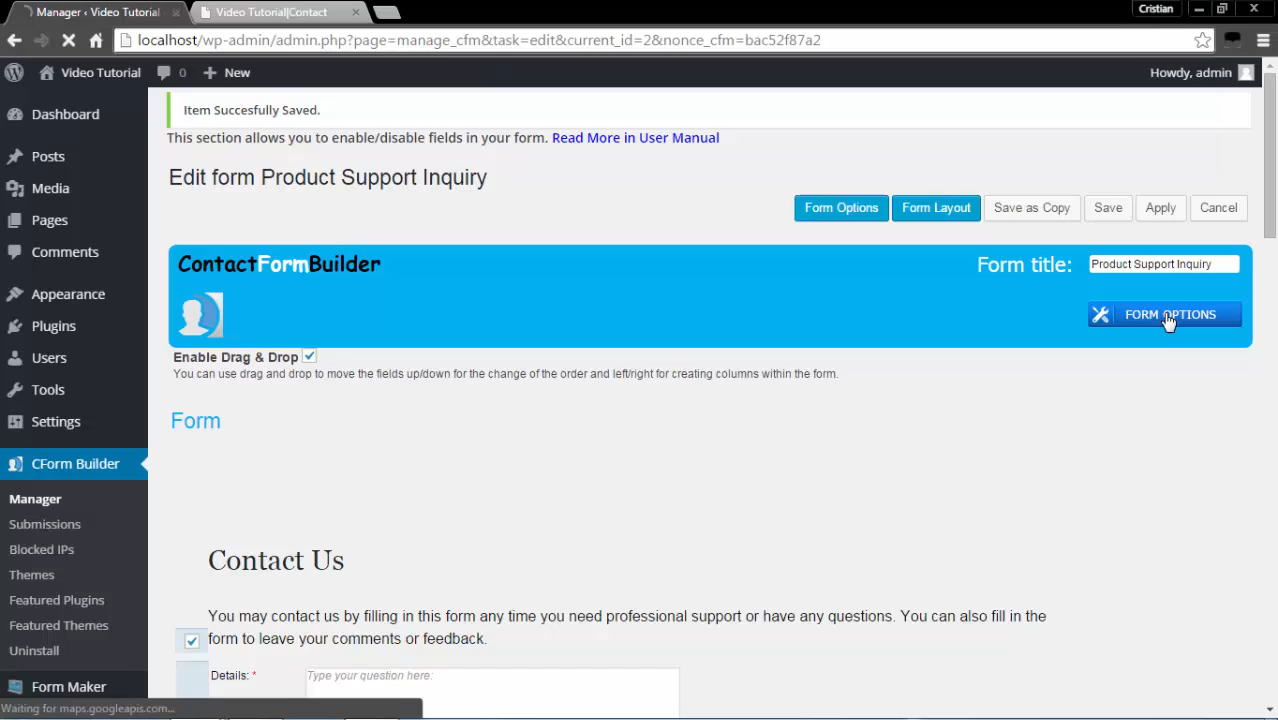 Manager ‹ Video Tutorial
Video Tutorial|Contact
Cristian
localhost/wp-admin/admin.php?page=manage_cfm&task=edit&current_id=2&nonce_cfm=bac52f87a2
Video Tutorial
0
New
Howdy, admin
Dashboard
Posts
Media
Pages
Comments
Appearance
Plugins
Users
Tools
Settings
CForm Builder
Manager
Submissions
Blocked IPs
Themes
Featured Plugins
Featured Themes
Uninstall
Form Maker
Item Succesfully Saved.
This section allows you to enable/disable fields in your form. Read More in User Manual
Edit form Product Support Inquiry
Form Options
Form Layout
Save as Copy
Save
Apply
Cancel
ContactFormBuilder
Form title:
Product Support Inquiry
FORM OPTIONS
Enable Drag & Drop
You can use drag and drop to move the fields up/down for the change of the order and left/right for creating columns within the form.
Form
Contact Us
You may contact us by filling in this form any time you need professional support or have any questions. You can also fill in the
form to leave your comments or feedback.
Details: *
Type your question here:
Waiting for maps.googleapis.com...